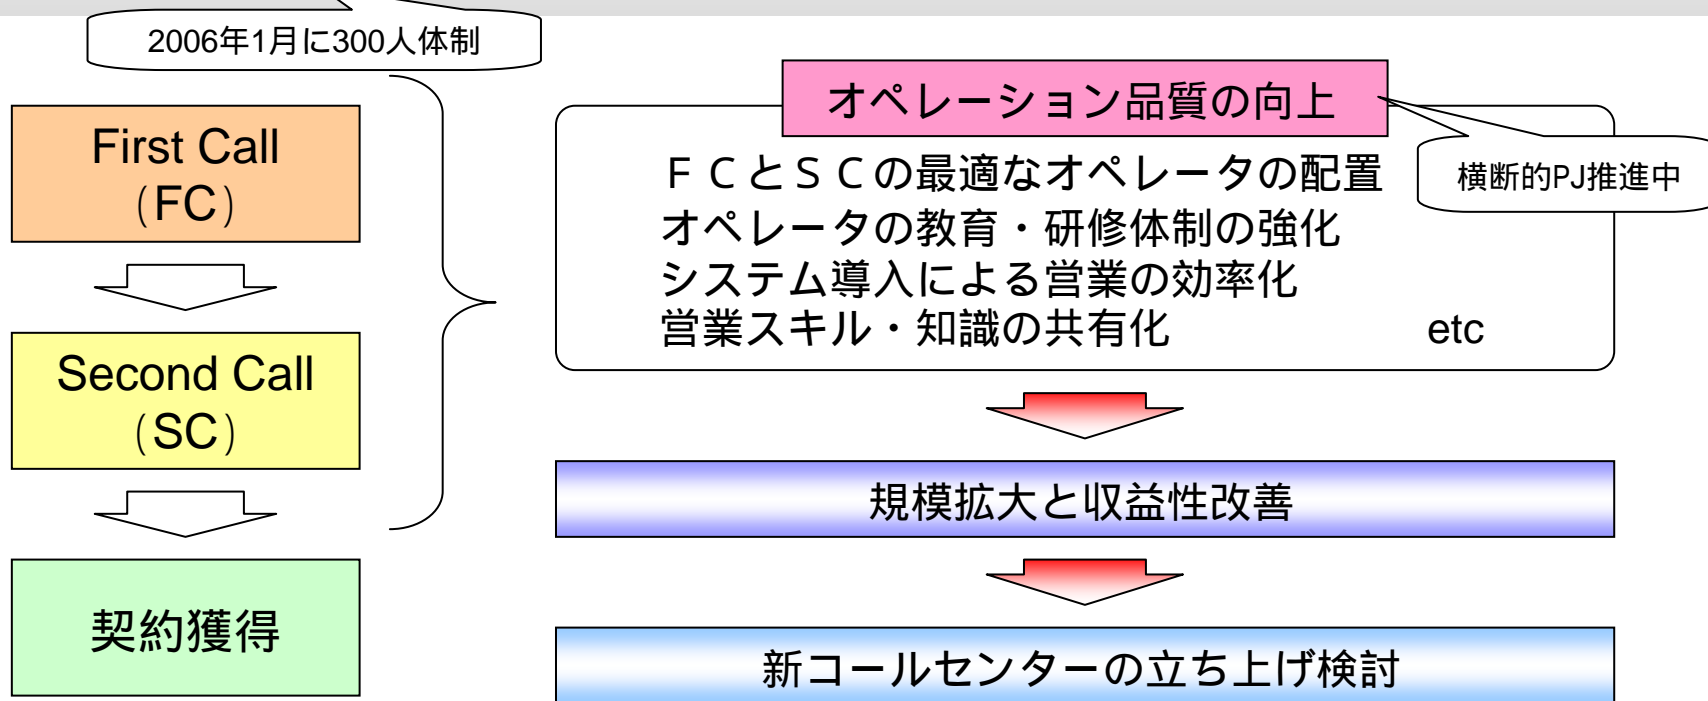 2006年1月に300人体制
First Call
（FC）
Second Call
（SC）
契約獲得
オペレーション品質の向上
横断的PJ推進中
ＦＣとＳＣの最適なオペレータの配置
オペレータの教育・研修体制の強化
システム導入による営業の効率化
営業スキル・知識の共有化 etc
規模拡大と収益性改善
新コールセンターの立ち上げ検討